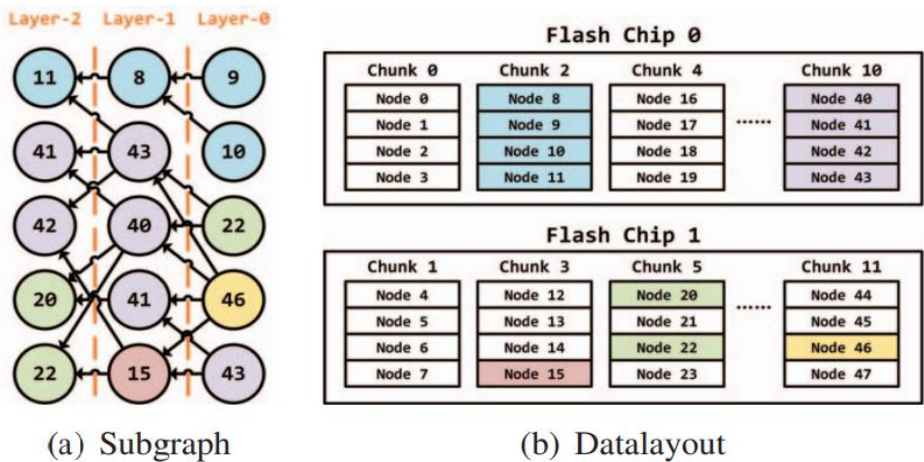 Layer-2 Layer-1 Layer-0
11 8 9
41 43 10
42 40 22
20 41 46
22 15 43
(a) Subgraph
Flash Chip 0
Chunk 0 Chunk 2 Chunk 4 Chunk 10
Node 0 Node 8 Node 16 Node 40
Node 1 Node 9 Node 17 ...... Node 41
Node 2 Node 10 Node 18 Node 42
Node 3 Node 11 Node 19 Node 43
Flash Chip 1
Chunk 1 Chunk 3 Chunk 5 Chunk 11
Node 4 Node 12 Node 20 Node 44
Node 5 Node 13 Node 21 ...... Node 45
Node 6 Node 14 Node 22 Node 46
Node 7 Node 15 Node 23 Node 47
(b) Datalayout